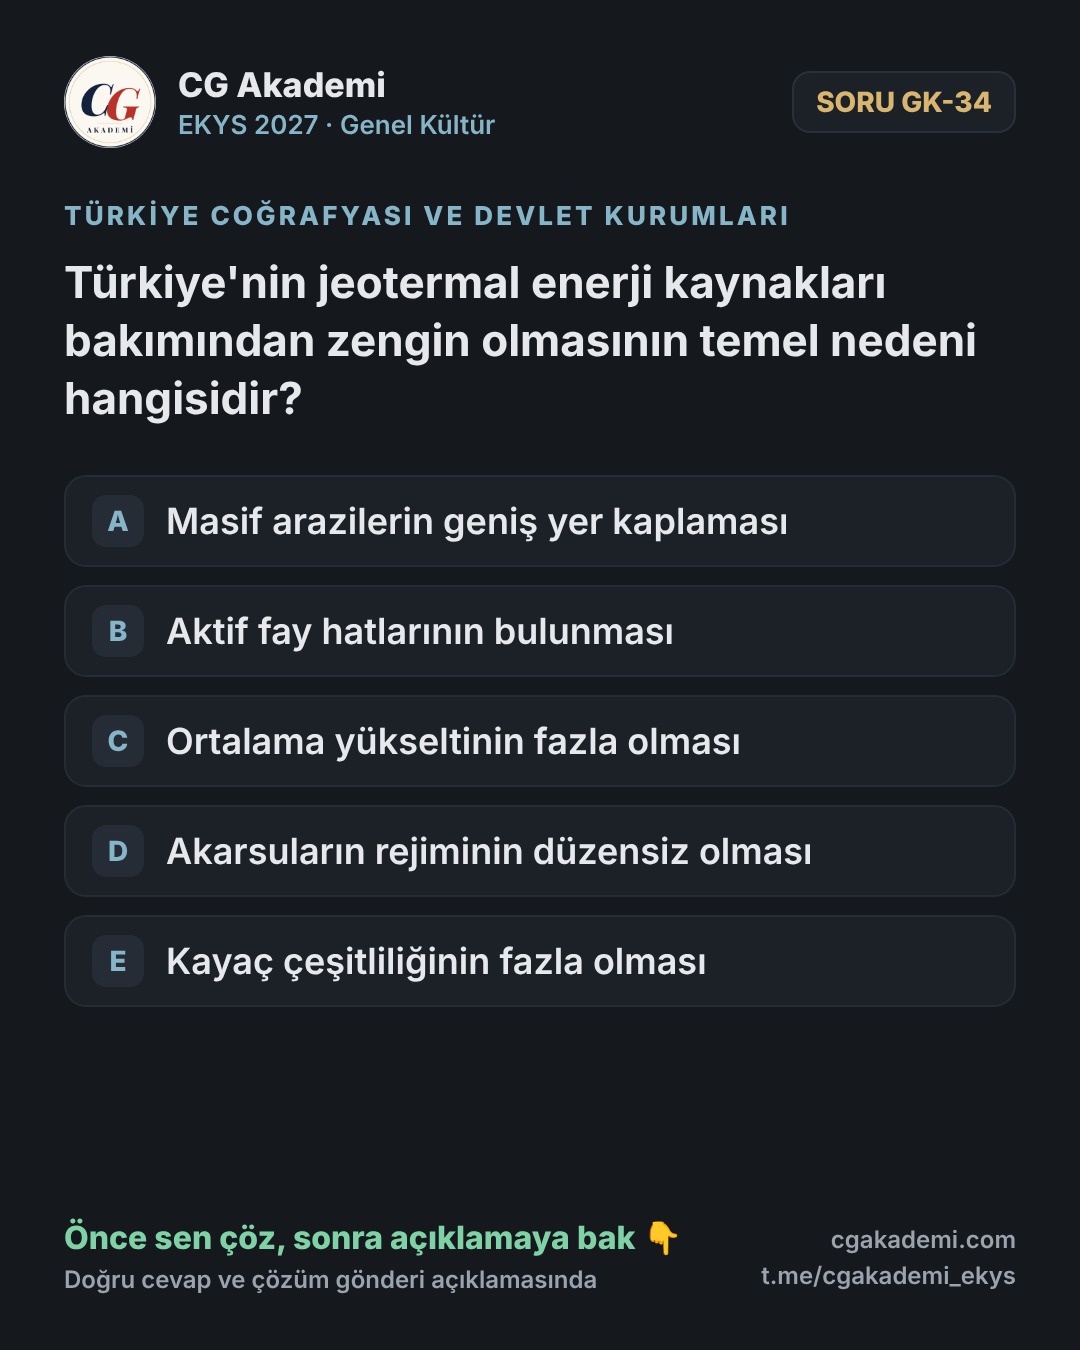 CG
AKADEMİ
CG Akademi
EKYS 2027 · Genel Kültür
SORU GK-34
TÜRKİYE COĞRAFYASI VE DEVLET KURUMLARI
Türkiye'nin jeotermal enerji kaynakları
bakımından zengin olmasının temel nedeni
hangisidir?
A Masif arazilerin geniş yer kaplaması
B Aktif fay hatlarının bulunması
C Ortalama yükseltinin fazla olması
D Akarsuların rejiminin düzensiz olması
E Kayaç çeşitliliğinin fazla olması
Önce sen çöz, sonra açıklamaya bak 👇
Doğru cevap ve çözüm gönderi açıklamasında
cgakademi.com
t.me/cgakademi_ekys